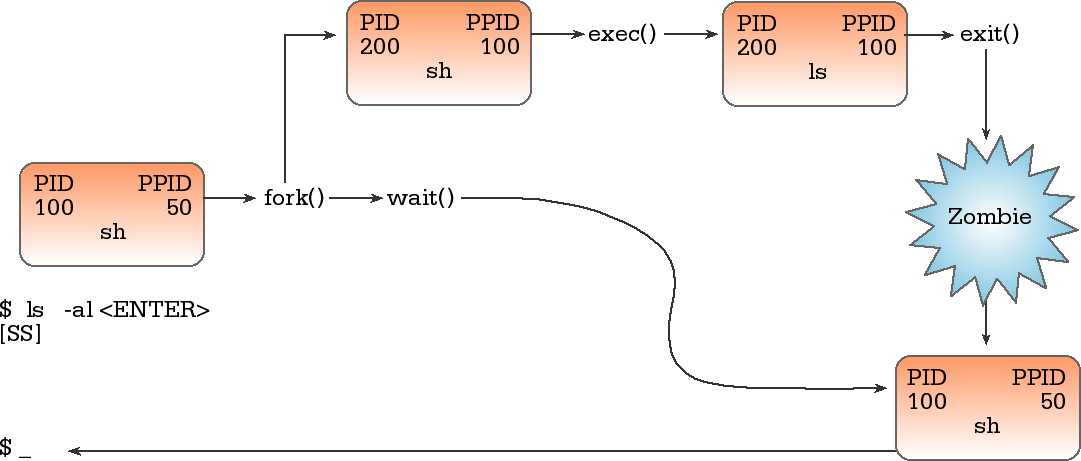 PID PPID
200 100
sh
exec()
PID PPID
200 100
ls
exit()
PID PPID
100 50
sh
fork()
wait()
Zombie
$ ls -al <ENTER>
[SS]
PID PPID
100 50
sh
$ _